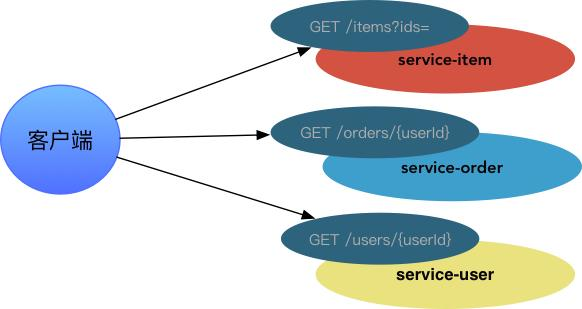 GET /items?ids=
service-item
客户端
GET /orders/{userId}
service-order
GET /users/{userId}
service-user